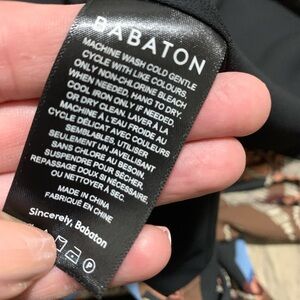 BABATON
MACHINE WASH COLD GENTLE
CYCLE WITH LIKE COLOURS.
ONLY NON-CHLORINE BLEACH
WHEN NEEDED. HANG TO DRY.
COOL IRON ONLY IF NEEDED
OR DRY CLEAN. LAVER À LA
MACHINE À L'EAU FROIDE AU
CYCLE DÉLICAT AVEC COULEURS
SEMBLABLES. UTILISER
SEULEMENT UN JAVELLISANT
SANS CHLORE AU BESOIN.
SUSPENDRE POUR SÉCHER.
REPASSAGE DOUX SI NÉCESSAIRE,
OU NETTOYER À SEC.
MADE IN CHINA
FABRIQUÉ EN CHINE
Sincerely, Babaton
P